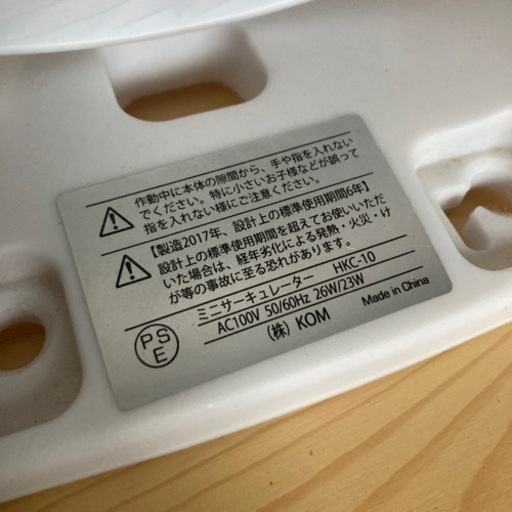 作動中に本体の隙間から、手や指を入れない
でください。特に小さいお子様などが誤って
指を入れない様にご注意ください。
【製造2017年、設計上の標準使用期間6年】
設計上の標準使用期間を超えてお使いいただ
いた場合は、経年劣化による発熱・火災・け
が等の事故に至る恐れがあります。
ミニサーキュレーター HKC-10
AC100V 50/60Hz 26W/23W
(株) KOM
Made in China
PS
E